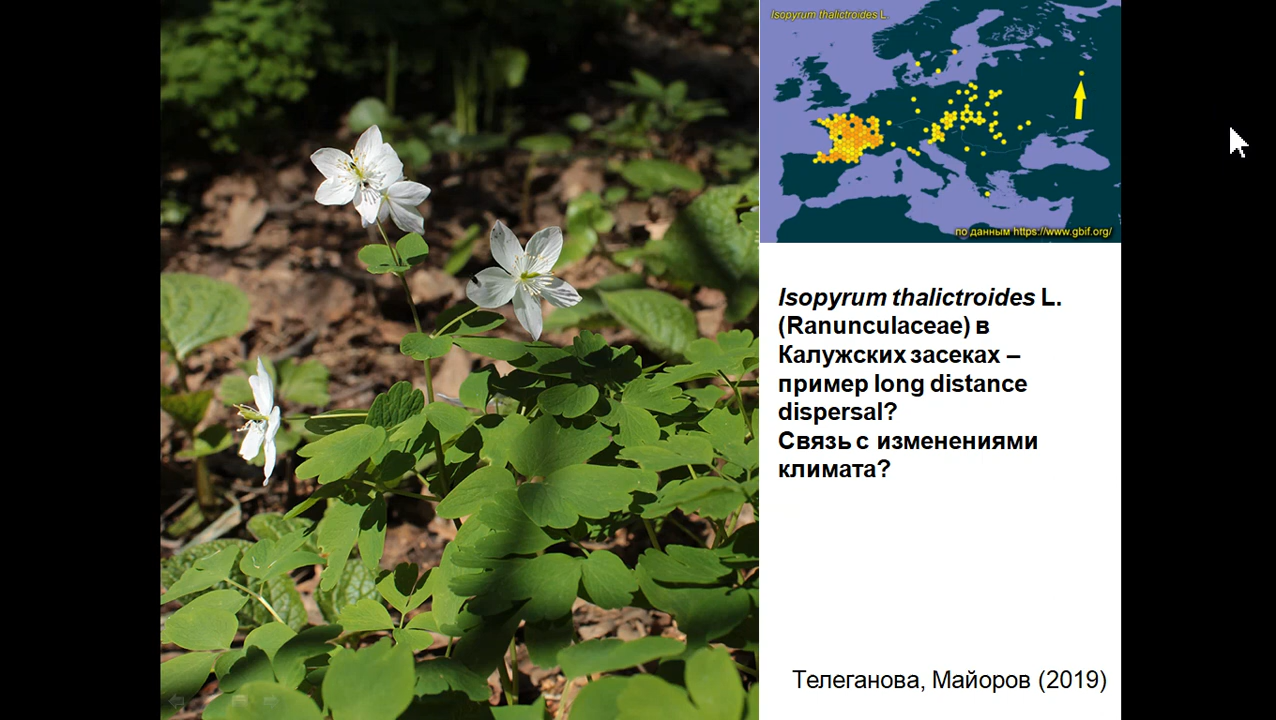 Isopyrum thalictroides L.
по данным https://www.gbif.org/
Isopyrum thalictroides L.
(Ranunculaceae) в
Калужских засеках –
пример long distance
dispersal?
Связь с изменениями
климата?
Телеганова, Майоров (2019)